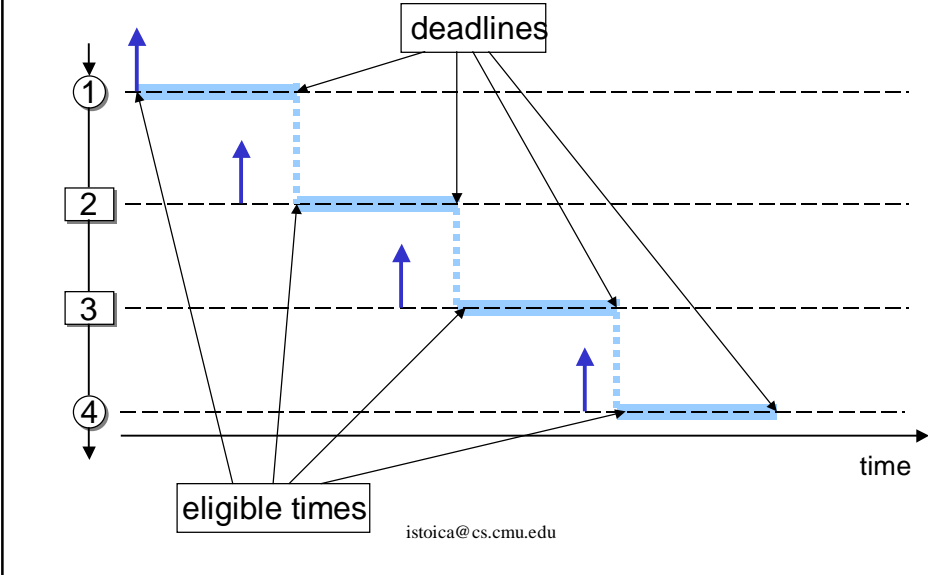 deadlines
1
2
3
4
time
eligible times
istoica@cs.cmu.edu